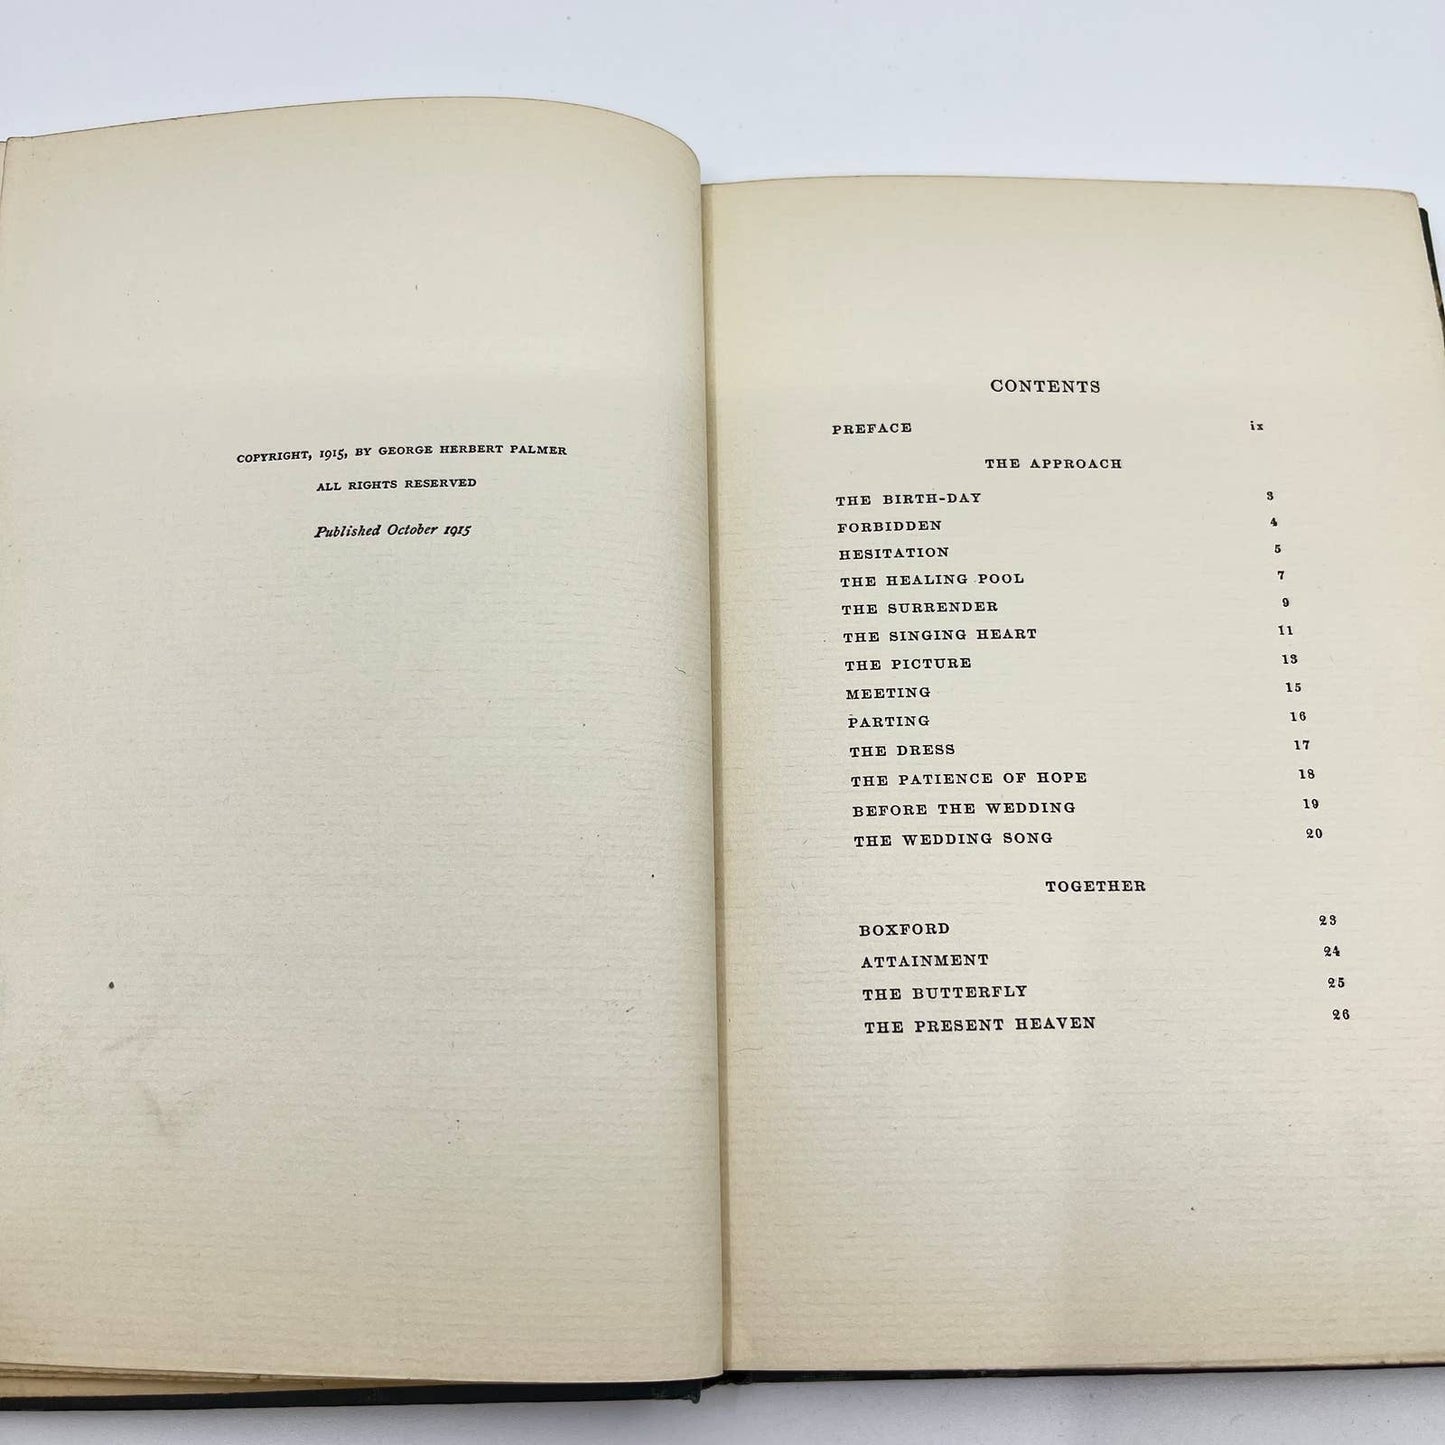 COPYRIGHT, 1915, BY GEORGE HERBERT PALMER
ALL RIGHTS RESERVED
Published October 1915
CONTENTS
PREFACE ix
THE APPROACH
THE BIRTH-DAY 3
FORBIDDEN 4
HESITATION 5
THE HEALING POOL 7
THE SURRENDER 9
THE SINGING HEART 11
THE PICTURE 13
MEETING 15
PARTING 16
THE DRESS 17
THE PATIENCE OF HOPE 18
BEFORE THE WEDDING 19
THE WEDDING SONG 20
TOGETHER
BOXFORD 23
ATTAINMENT 24
THE BUTTERFLY 25
THE PRESENT HEAVEN 26